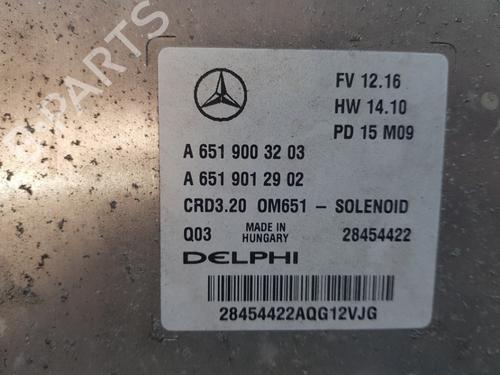 PARTS
FV 12.16
HW 14.10
PD 15 M09
A 651 900 32 03
A 651 901 29 02
CRD3.20 OM651 - SOLENOID
Q03 MADE IN HUNGARY 28454422
DELPHI
28454422AQG12VJG